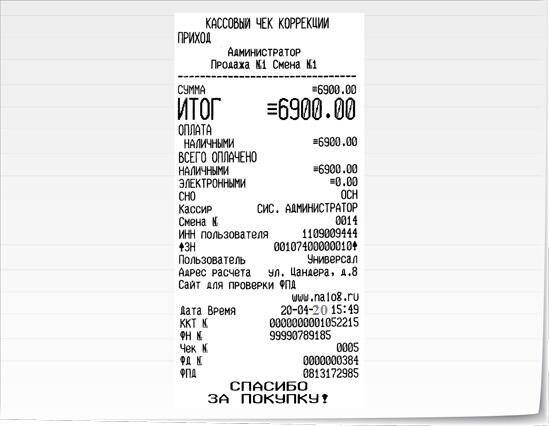 КАССОВЫЙ ЧЕК КОРРЕКЦИИ
ПРИХОД
Администратор
Продажа №1 Смена №1
СУММА =6900.00
ИТОГ =6900.00
ОПЛАТА
НАЛИЧНЫМИ =6900.00
ВСЕГО ОПЛАЧЕНО
НАЛИЧНЫМИ =6900.00
ЭЛЕКТРОННЫМИ =0.00
СНО ОСН
Кассир СИС. АДМИНИСТРАТОР
Смена № 0014
ИНН пользователя 1109009444
ЗН 00107400000010
Пользователь Универсал
Адрес расчета ул. Цандера, д.8
Сайт для проверки ФПД
www.nalo8.ru
Дата Время 20-04-20 15:49
ККТ № 0000000001052215
ФН № 99990789185
Чек № 0005
ФД № 0000000384
ФПД 0813172985
СПАСИБО
ЗА ПОКУПКУ!